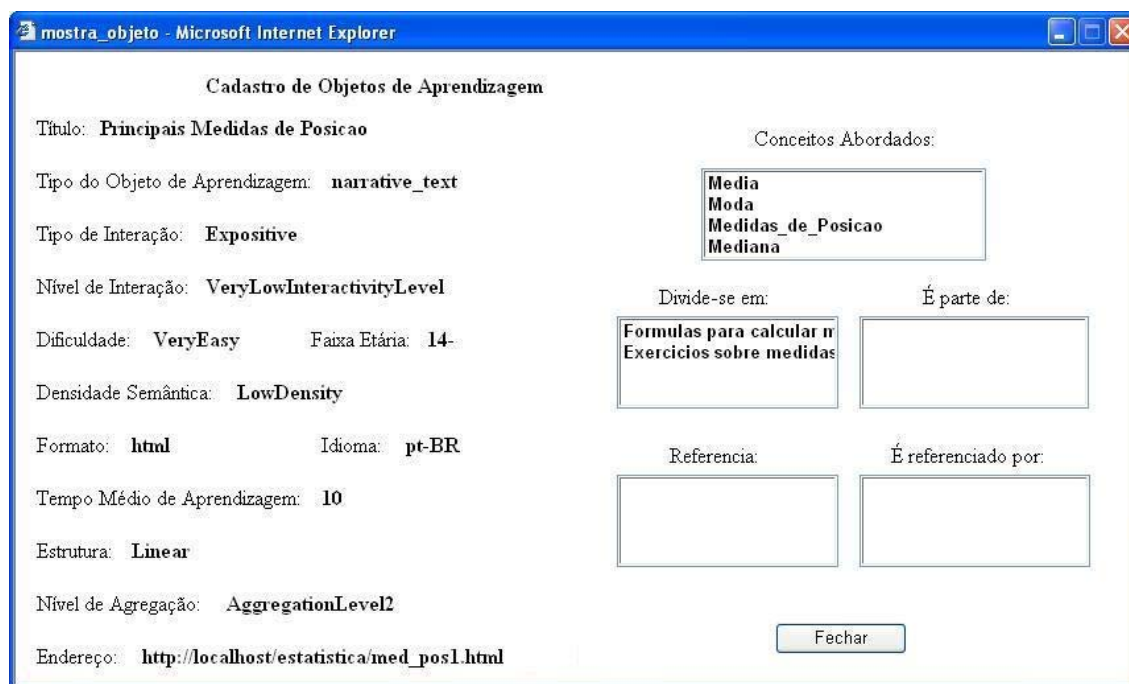 mostra_objeto - Microsoft Internet Explorer
Cadastro de Objetos de Aprendizagem
Título: Principais Medidas de Posicao
Tipo do Objeto de Aprendizagem: narrative_text
Tipo de Interação: Expositive
Nível de Interação: VeryLowInteractivityLevel
Dificuldade: VeryEasy Faixa Etária: 14-
Densidade Semântica: LowDensity
Formato: html Idioma: pt-BR
Tempo Médio de Aprendizagem: 10
Estrutura: Linear
Nível de Agregação: AggregationLevel2
Endereço: http://localhost/estatistica/med_pos1.html
Conceitos Abordados:
Media
Moda
Medidas_de_Posicao
Mediana
Divide-se em:
Formulas para calcular m
Exercicios sobre medidas
É parte de:
Referencia:
É referenciado por:
Fechar